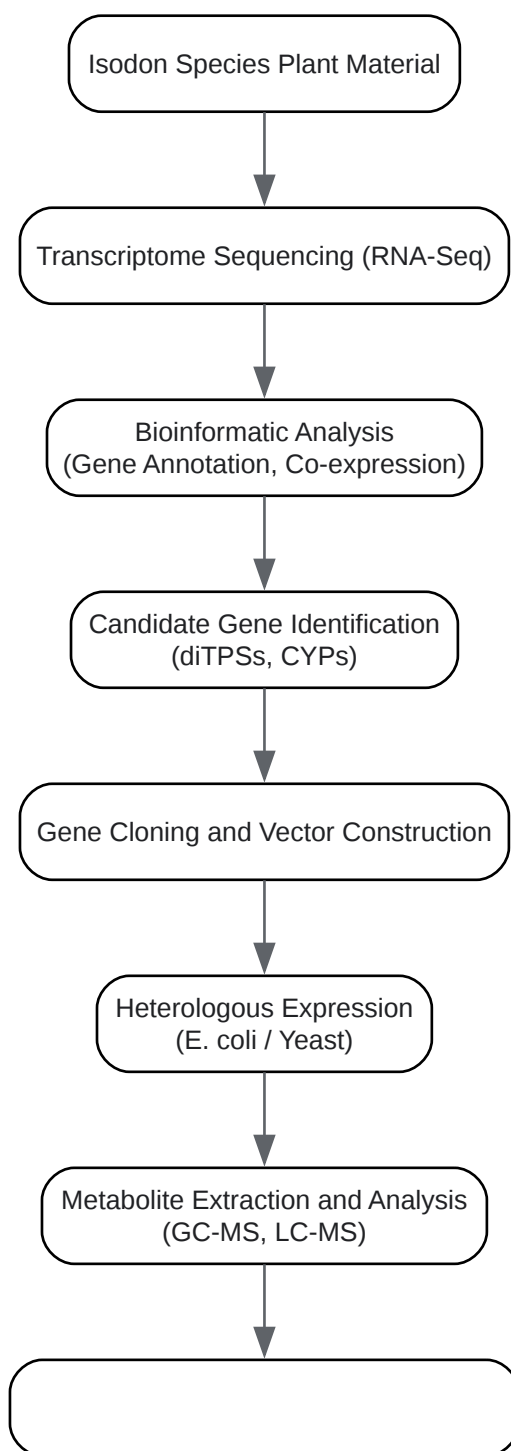 Isodon Species Plant Material
Transcriptome Sequencing (RNA-Seq)
Bioinformatic Analysis
(Gene Annotation, Co-expression)
Candidate Gene Identification
(diTPSs, CYPs)
Gene Cloning and Vector Construction
Heterologous Expression
(E. coli / Yeast)
Metabolite Extraction and Analysis
(GC-MS, LC-MS)